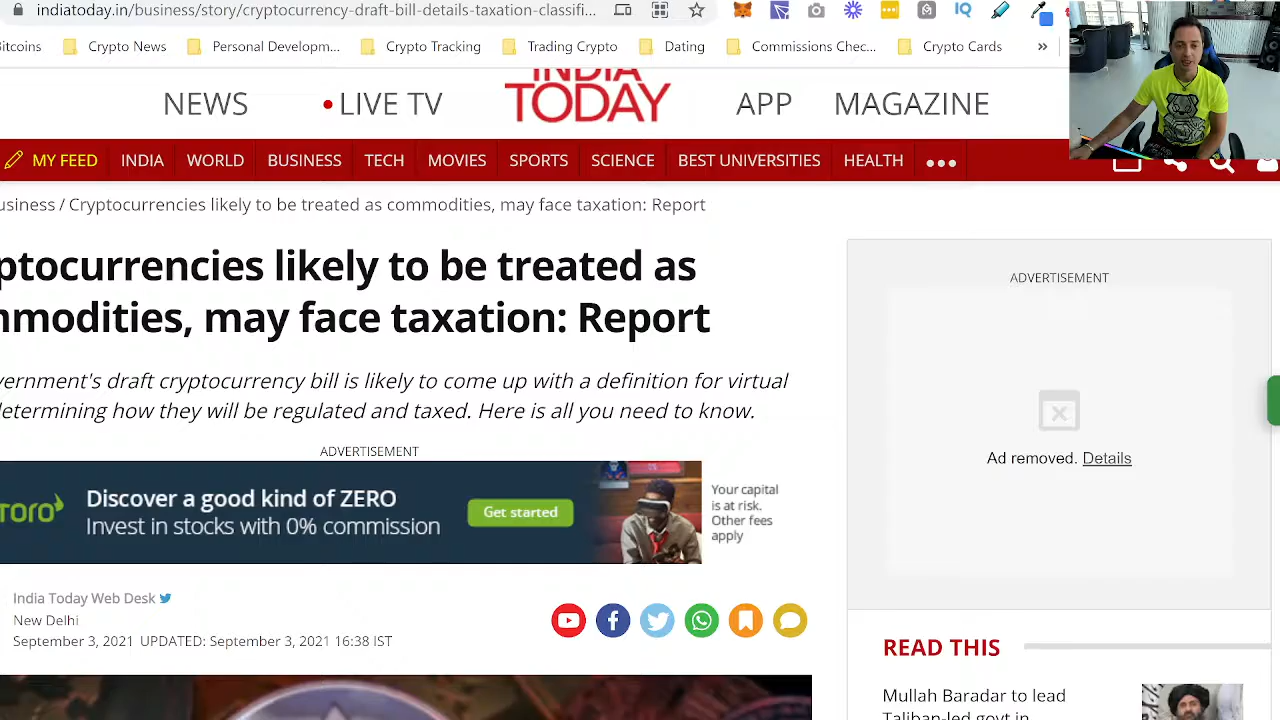 indiatoday.in/business/story/cryptocurrency-draft-bill-details-taxation-classifi...
itcoins
Crypto News
Personal Developm...
Crypto Tracking
Trading Crypto
Dating
Commissions Chec...
Crypto Cards
»
NEWS
LIVE TV
INDIA
TODAY
APP
MAGAZINE
MY FEED
INDIA
WORLD
BUSINESS
TECH
MOVIES
SPORTS
SCIENCE
BEST UNIVERSITIES
HEALTH
usiness / Cryptocurrencies likely to be treated as commodities, may face taxation: Report
ptocurrencies likely to be treated as
mmodities, may face taxation: Report
vernment's draft cryptocurrency bill is likely to come up with a definition for virtual
determining how they will be regulated and taxed. Here is all you need to know.
ADVERTISEMENT
toro
Discover a good kind of ZERO
Invest in stocks with 0% commission
Get started
Your capital
is at risk.
Other fees
apply
India Today Web Desk
New Delhi
September 3, 2021 UPDATED: September 3, 2021 16:38 IST
ADVERTISEMENT
Ad removed. Details
READ THIS
Mullah Baradar to lead
Taliban-led govt in